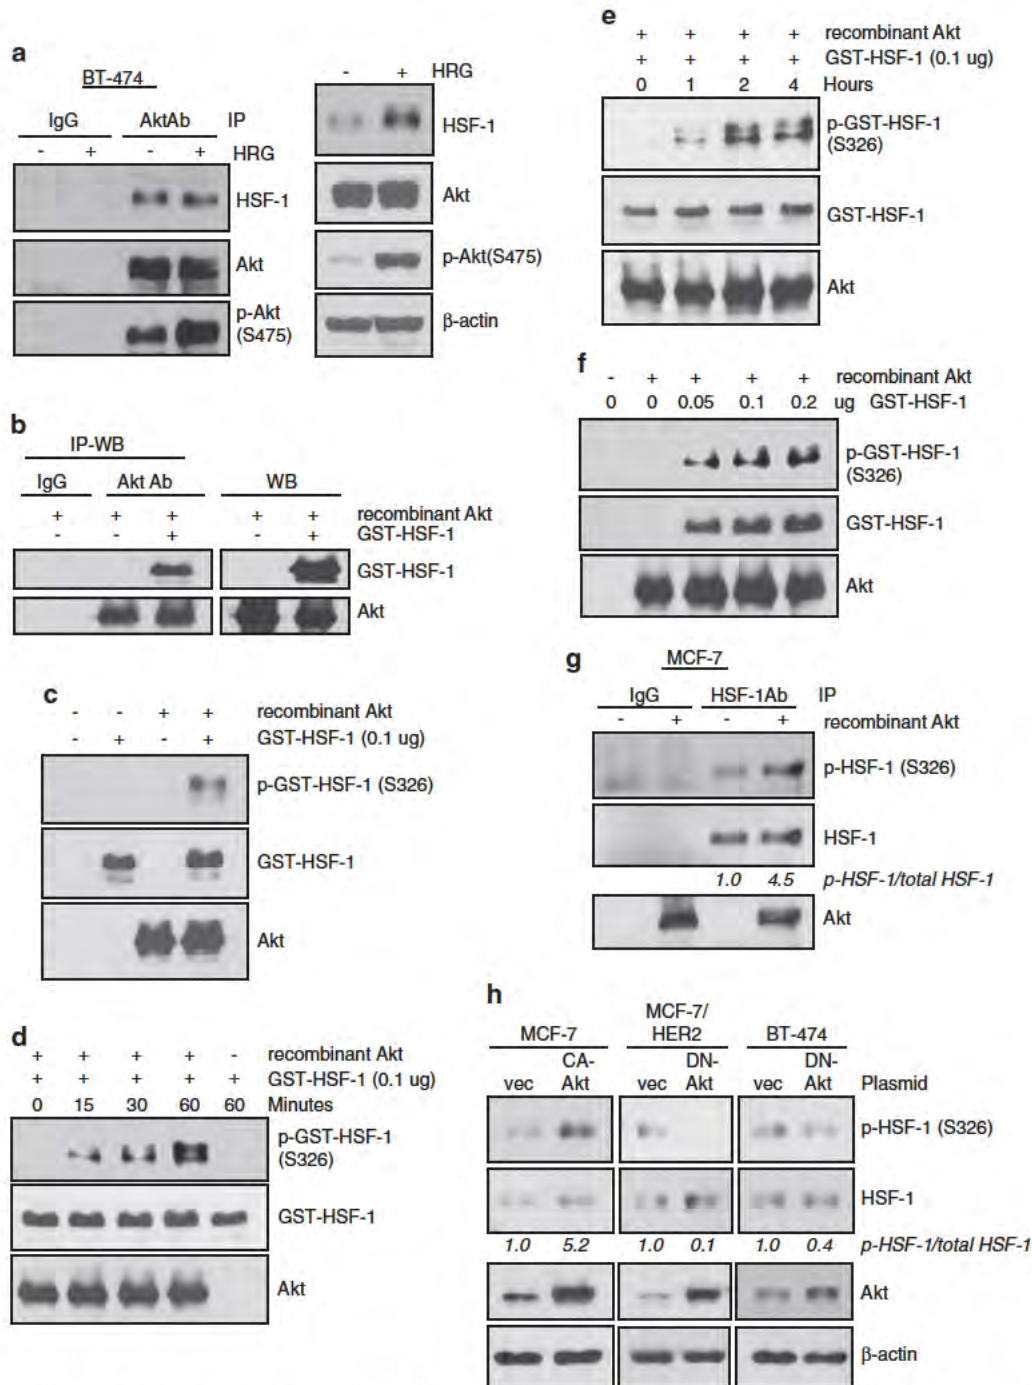 a
BT-474
IgG AktAb IP
- + - + HRG
HSF-1
Akt
p-Akt
(S475)
- + HRG
HSF-1
Akt
p-Akt(S475)
β-actin
b
IP-WB
IgG Akt Ab WB
+ + + + + recombinant Akt
- - + - + GST-HSF-1
GST-HSF-1
Akt
c
- - + + recombinant Akt
- + - + GST-HSF-1 (0.1 ug)
p-GST-HSF-1 (S326)
GST-HSF-1
Akt
d
+ + + + - recombinant Akt
+ + + + + GST-HSF-1 (0.1 ug)
0 15 30 60 60 Minutes
p-GST-HSF-1
(S326)
GST-HSF-1
Akt
e
+ + + + recombinant Akt
+ + + + GST-HSF-1 (0.1 ug)
0 1 2 4 Hours
p-GST-HSF-1
(S326)
GST-HSF-1
Akt
f
- + + + + recombinant Akt
0 0 0.05 0.1 0.2 ug GST-HSF-1
p-GST-HSF-1
(S326)
GST-HSF-1
Akt
g
MCF-7
IgG HSF-1Ab IP
- + - + recombinant Akt
p-HSF-1 (S326)
HSF-1
1.0 4.5 p-HSF-1/total HSF-1
Akt
h
MCF-7 MCF-7/HER2 BT-474
vec CA-Akt vec DN-Akt vec DN-Akt Plasmid
p-HSF-1 (S326)
HSF-1
1.0 5.2 1.0 0.1 1.0 0.4 p-HSF-1/total HSF-1
Akt
β-actin